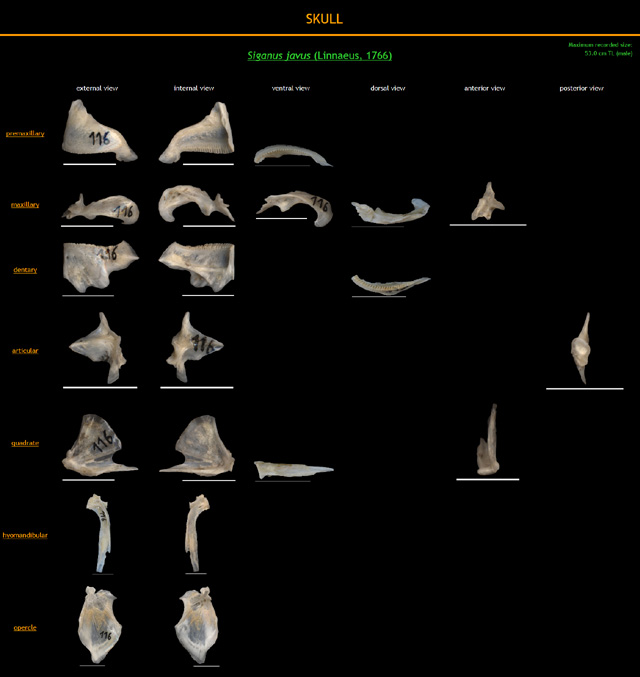 SKULL
Siganus javus (Linnaeus, 1766)
Maximum recorded size:
53.0 cm TL (male)
external view internal view ventral view dorsal view anterior view posterior view
premaxillary
116
maxillary
116
116
dentary
116
articular
116
quadrate
116
hyomandibular
116
opercle
116